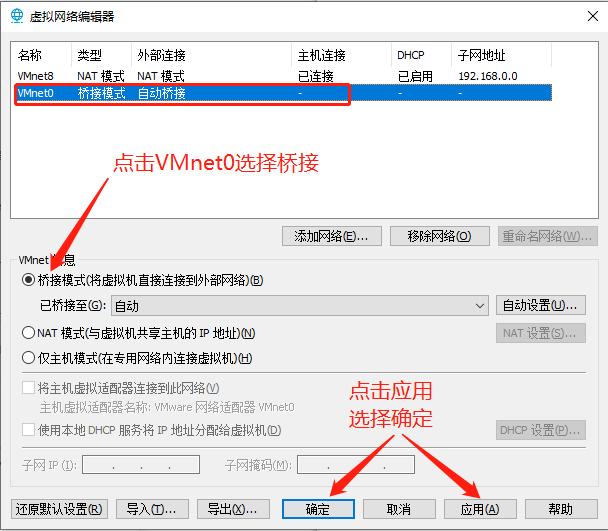 虚拟网络编辑器
名称 类型 外部连接 主机连接 DHCP 子网地址
VMnet8 NAT 模式 NAT 模式 已连接 已启用 192.168.0.0
VMnet0 桥接模式 自动桥接 - - -
点击VMnet0选择桥接
添加网络(E)... 移除网络(O) 重命名网络(W)...
VMnet 息
桥接模式(将虚拟机直接连接到外部网络)(B)
已桥接至(G): 自动 自动设置(U)...
NAT 模式(与虚拟机共享主机的 IP 地址)(N) NAT 设置(S)...
仅主机模式(在专用网络内连接虚拟机)(H)
将主机虚拟适配器连接到此网络(V)
主机虚拟适配器名称: VMware 网络适配器 VMnet0
点击应用
选择确定
使用本地 DHCP 服务将 IP 地址分配给虚拟机(D) DHCP 设置(P)...
子网 IP (I): . . . 子网掩码(M): . . .
还原默认设置(R) 导入(T)... 导出(X)... 确定 取消 应用(A) 帮助